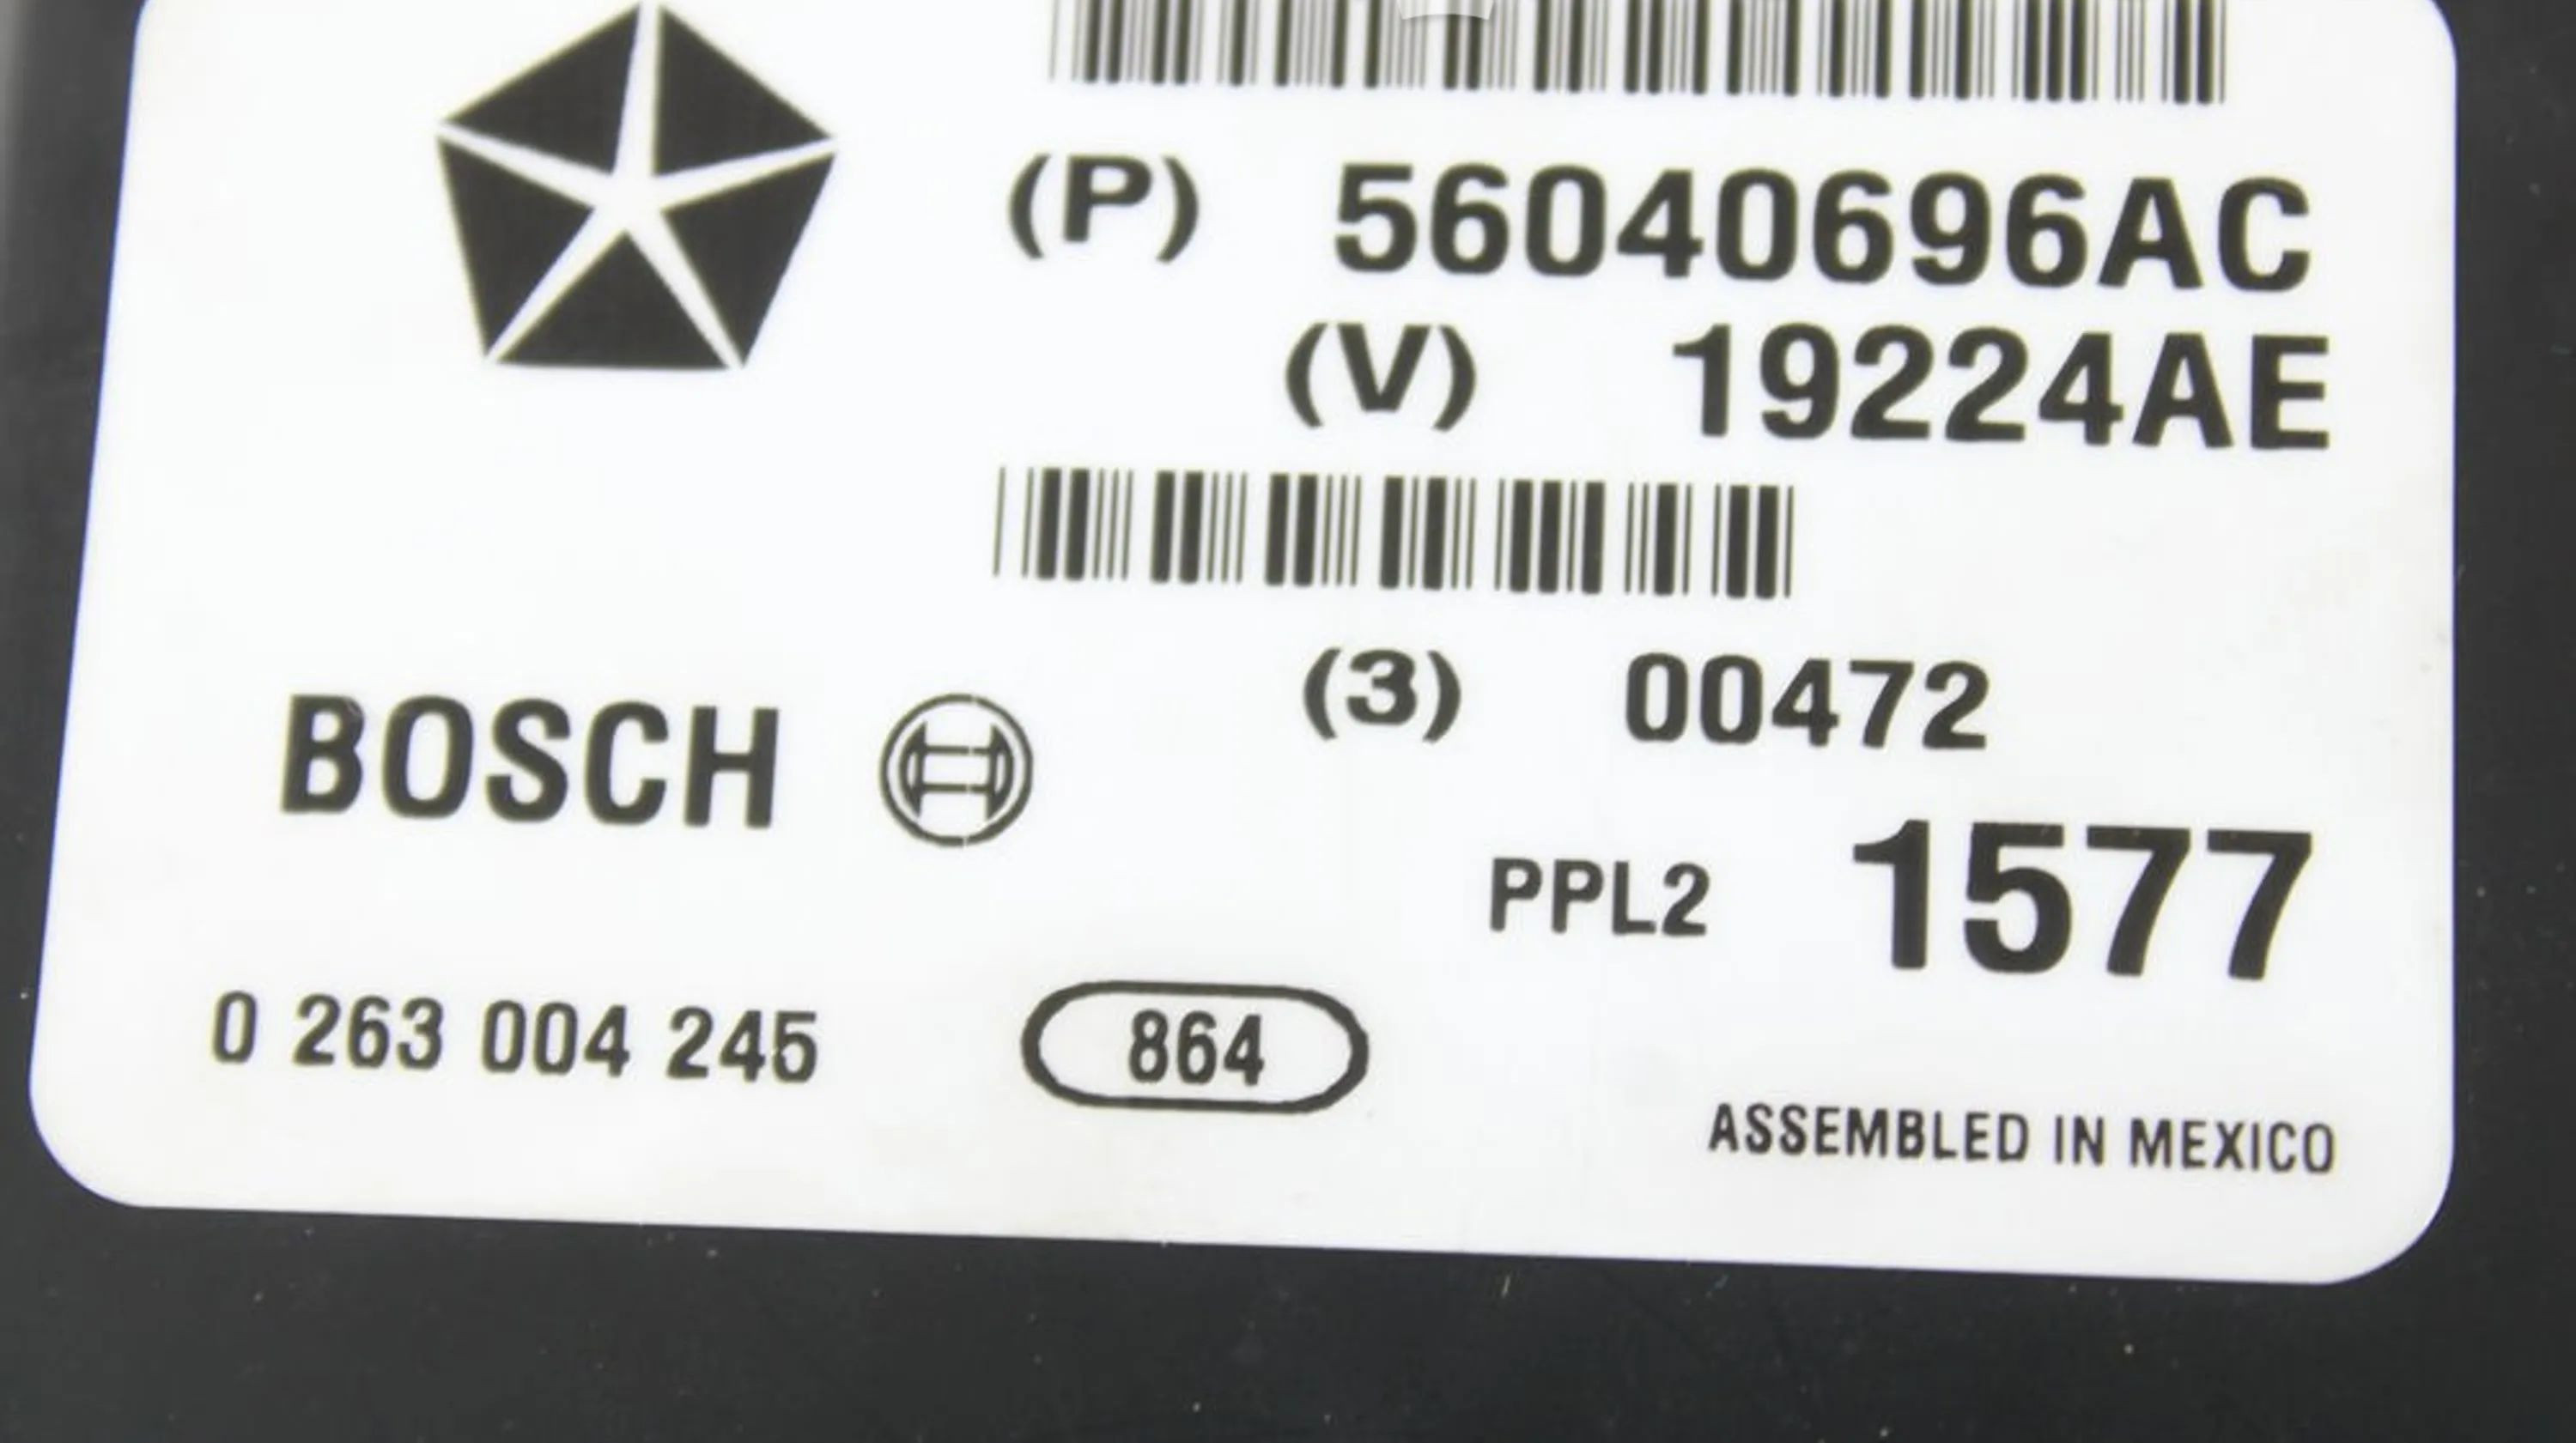 (P) 56040696AC
(V) 19224AE
(3) 00472
BOSCH
PPL2 1577
0 263 004 245
864
ASSEMBLED IN MEXICO